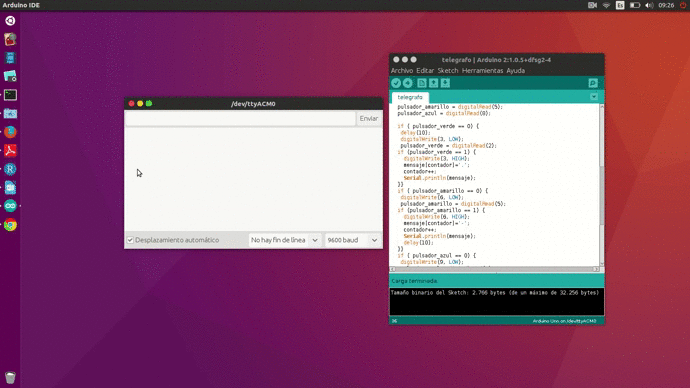 Arduino IDE
Es
09:26
/dev/ttyACM0
Enviar
Desplazamiento automático
No hay fin de línea
9600 baud
telegrafo | Arduino 2:1.0.5+dfsg2-4
Archivo Editar Sketch Herramientas Ayuda
telegrafo
pulsador_amarillo = digitalRead(5);
pulsador_azul = digitalRead(8);
if ( pulsador_verde == 0) {
delay(10);
digitalWrite(3, LOW);
pulsador_verde = digitalRead(2);
if (pulsador_verde == 1) {
digitalWrite(3, HIGH);
mensaje[contador]='.';
contador++;
Serial.println(mensaje);
}}
if ( pulsador_amarillo == 0) {
digitalWrite(6, LOW);
pulsador_amarillo = digitalRead(5);
if (pulsador_amarillo == 1) {
digitalWrite(6, HIGH);
mensaje[contador]='-';
contador++;
Serial.println(mensaje);
delay(10);
}}
if ( pulsador_azul == 0) {
digitalWrite(9, LOW);
Carga terminada.
Tamaño binario del Sketch: 2.706 bytes (de un máximo de 32.256 bytes)
36
Arduino Uno on /dev/ttyACM0